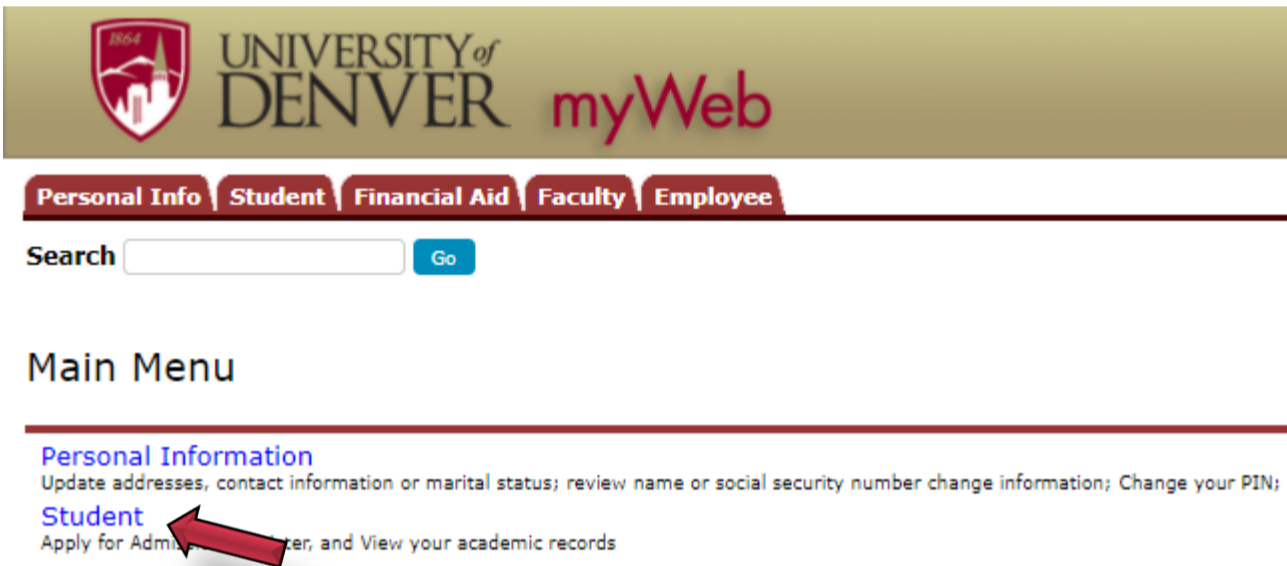 1864
UNIVERSITY of
DENVER myWeb
Personal Info Student Financial Aid Faculty Employee
Search Go
Main Menu
Personal Information
Update addresses, contact information or marital status; review name or social security number change information; Change your PIN;
Student
Apply for and View your academic records